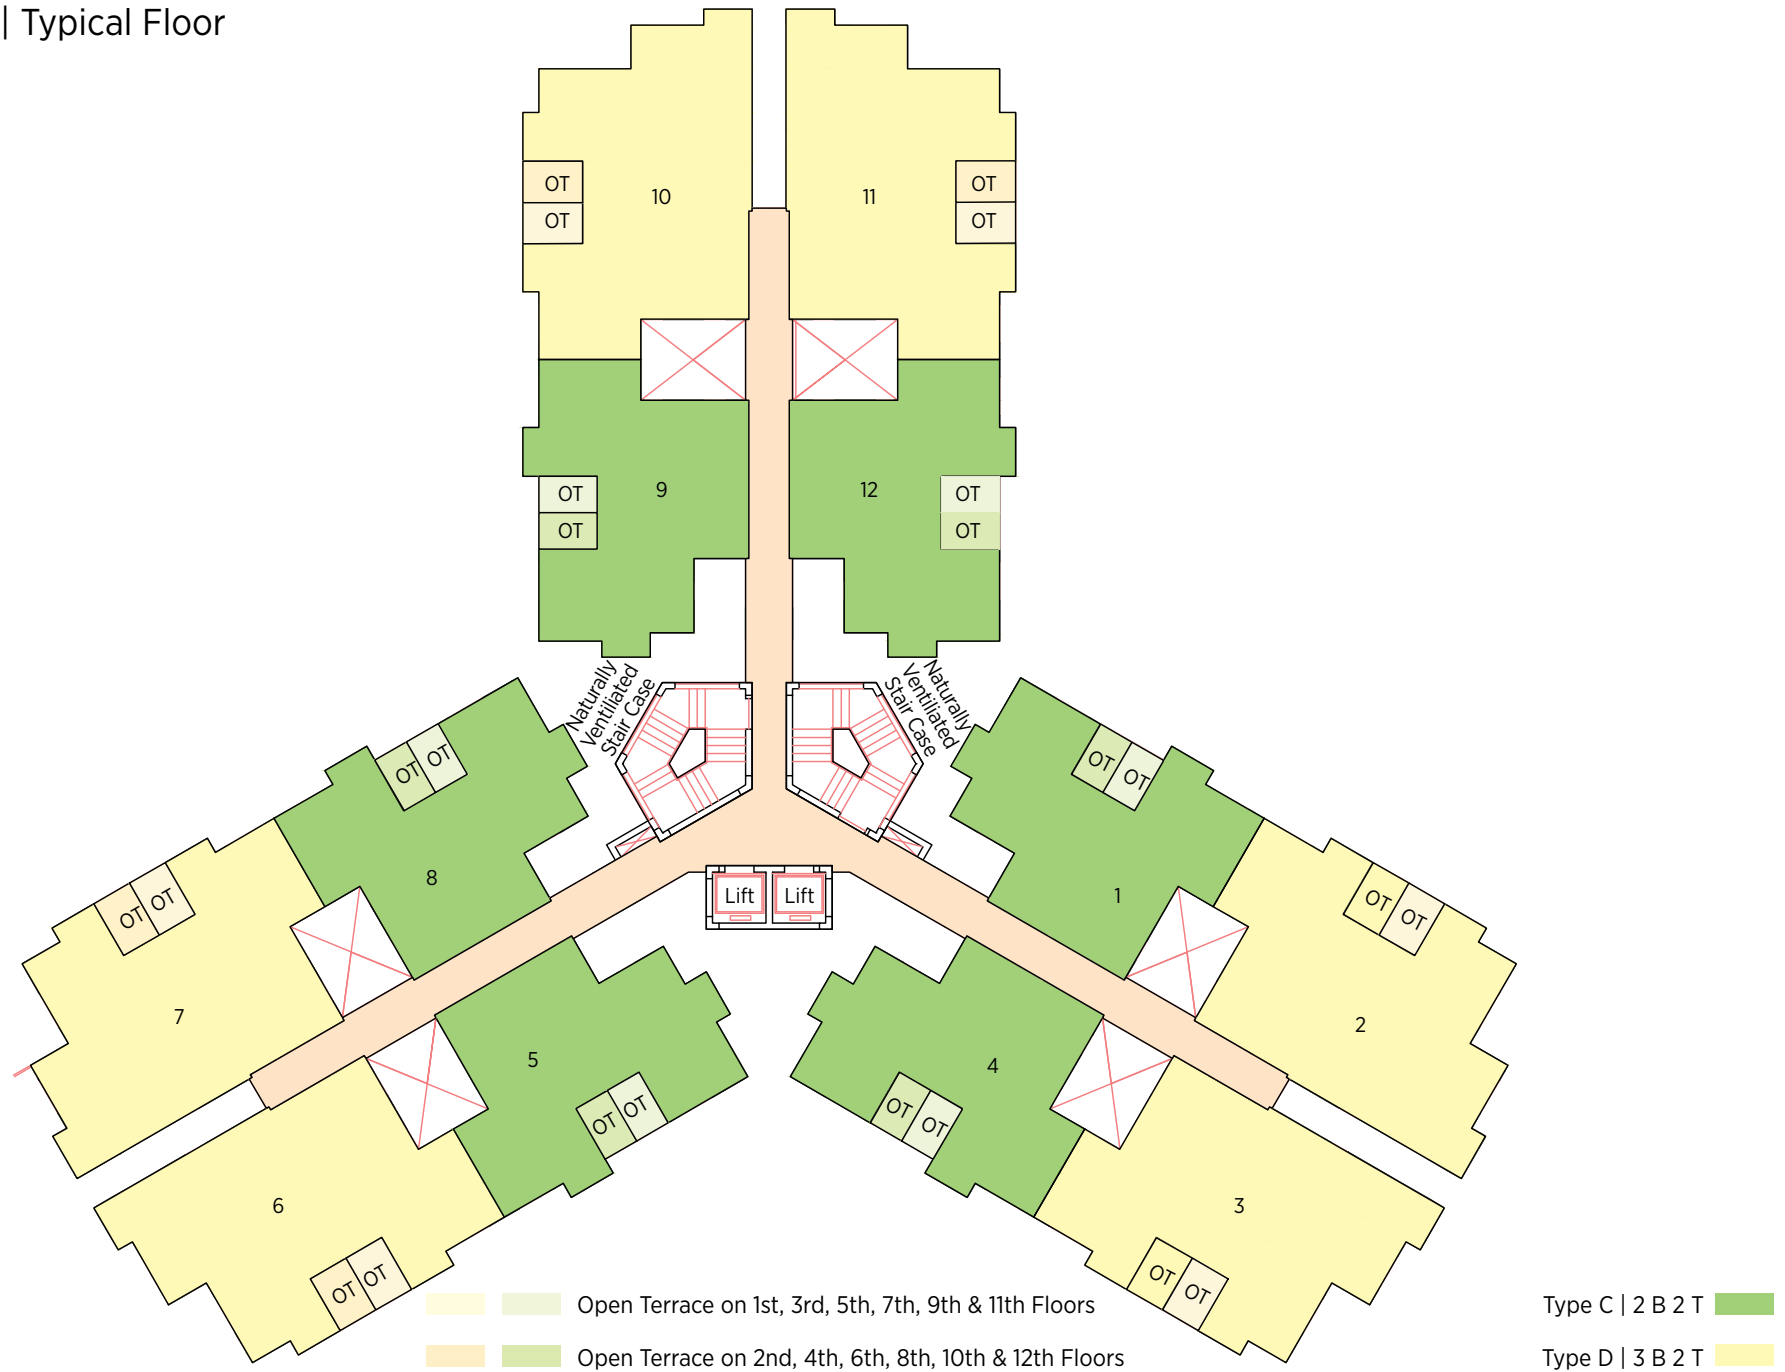 | Typical Floor
OT
10
11
OT
OT
OT
OT
9
12
OT
OT
OT
Naturally
Ventiliated
Stair Case
Naturally
Ventiliated
Stair Case
OT
OT
OT
OT
8
Lift
Lift
1
OT
OT
OT
OT
7
2
5
4
OT
OT
OT
OT
6
3
OT
OT
OT
OT
Open Terrace on 1st, 3rd, 5th, 7th, 9th & 11th Floors
Type C | 2 B 2 T
Open Terrace on 2nd, 4th, 6th, 8th, 10th & 12th Floors
Type D | 3 B 2 T